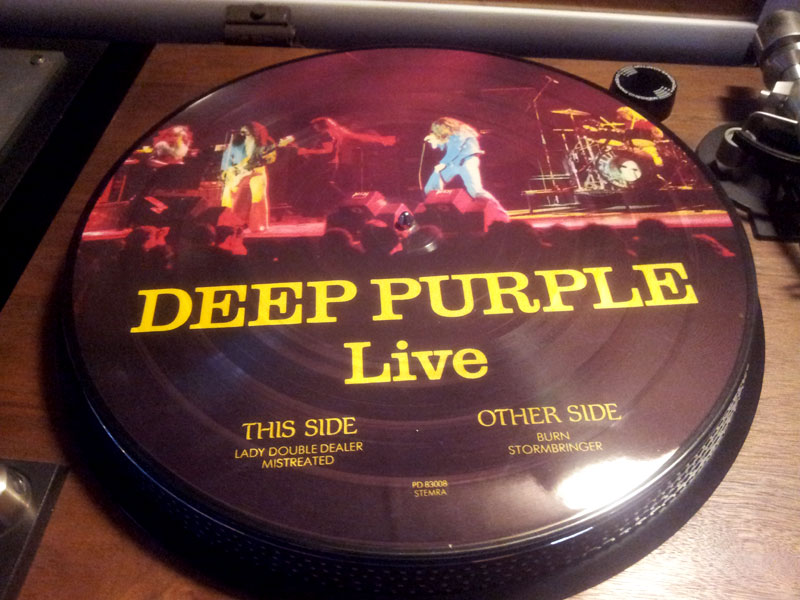 DEEP PURPLE
Live
THIS SIDE
LADY DOUBLE DEALER
MISTREATED
OTHER SIDE
BURN
STORMBRINGER
PD 83008
STEMRA